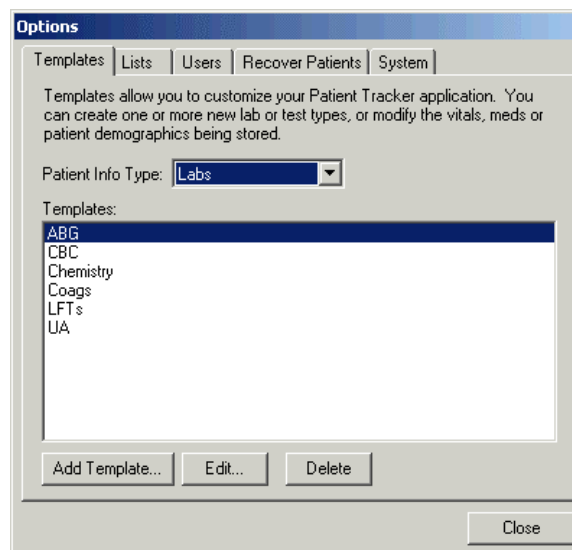 Options
Templates Lists Users Recover Patients System
Templates allow you to customize your Patient Tracker application. You
can create one or more new lab or test types, or modify the vitals, meds or
patient demographics being stored.
Patient Info Type: Labs
Templates:
ABG
CBC
Chemistry
Coags
LFTs
UA
Add Template... Edit... Delete
Close